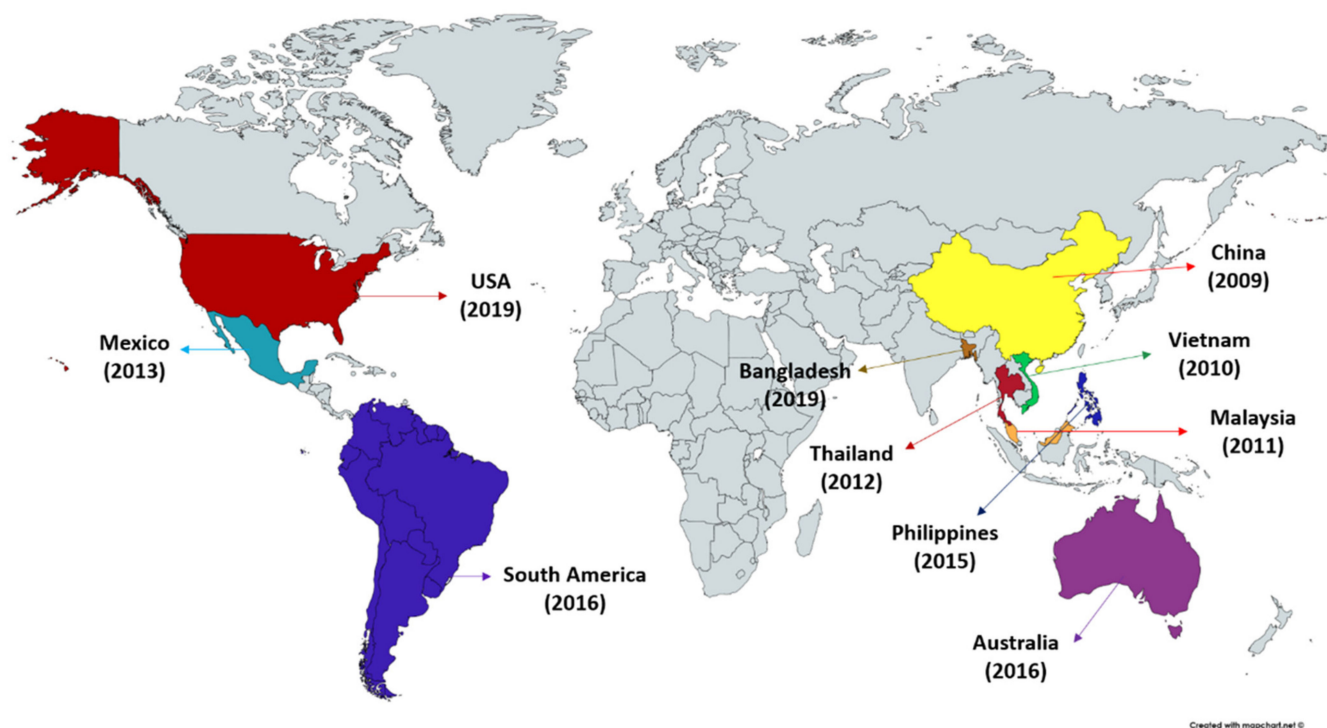 USA
(2019)
Mexico
(2013)
South America
(2016)
China
(2009)
Vietnam
(2010)
Bangladesh
(2019)
Malaysia
(2011)
Thailand
(2012)
Philippines
(2015)
Australia
(2016)
Created with mapchart.net ©